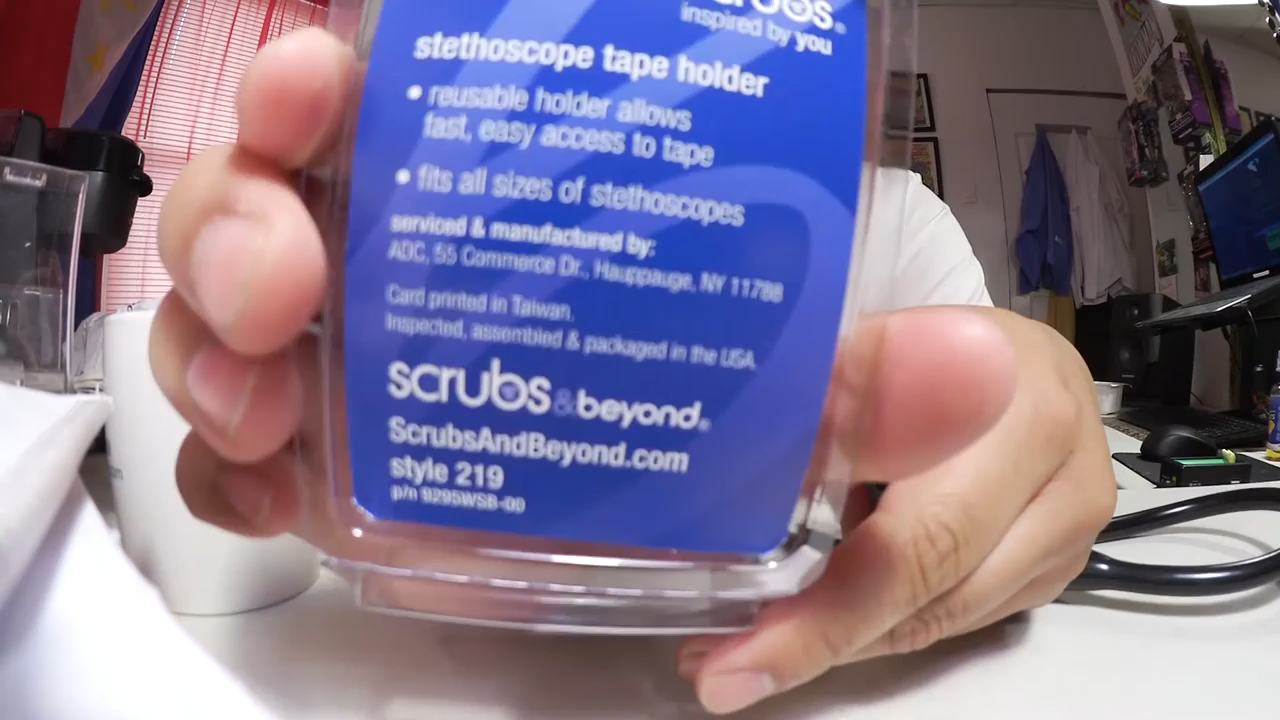 inspired by you
stethoscope tape holder
• reusable holder allows
fast, easy access to tape
• fits all sizes of stethoscopes
serviced & manufactured by:
ADC, 55 Commerce Dr., Hauppauge, NY 11788
Card printed in Taiwan.
Inspected, assembled & packaged in the USA.
scrubs & beyond®
ScrubsAndBeyond.com
style 219
p/n 9295WSB-00